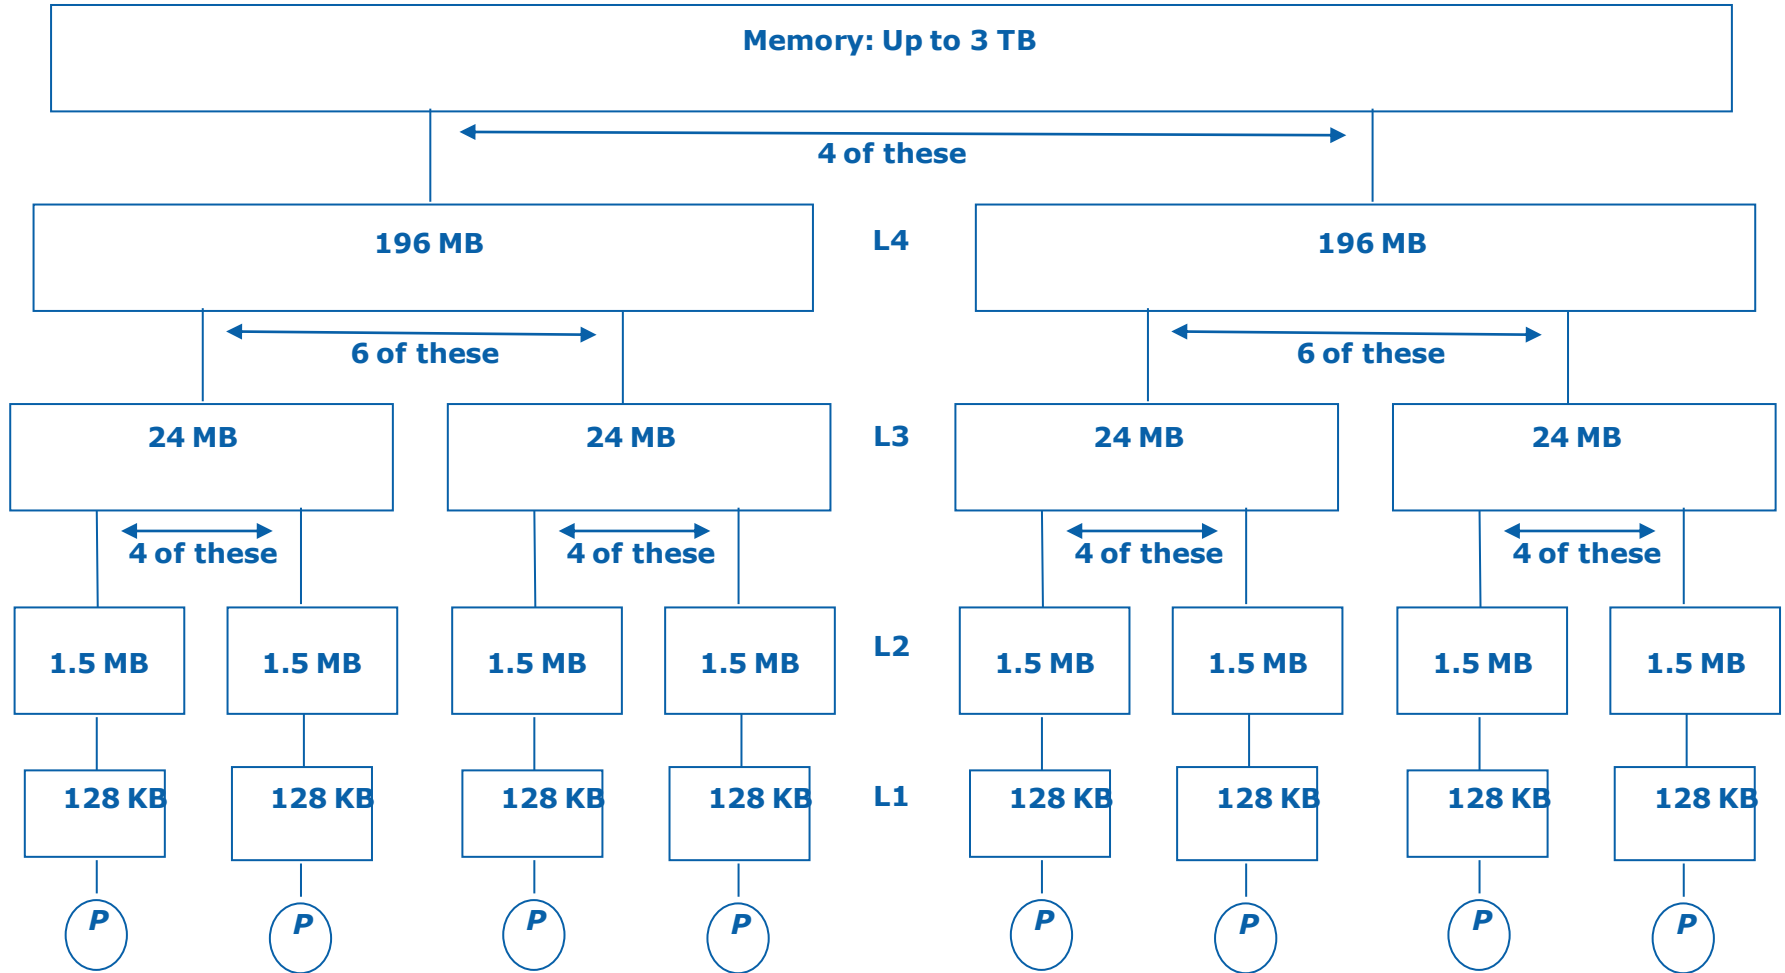 Memory: Up to 3 TB
4 of these
196 MB
L4
196 MB
6 of these
6 of these
24 MB
24 MB
L3
24 MB
24 MB
4 of these
4 of these
4 of these
4 of these
1.5 MB
1.5 MB
1.5 MB
1.5 MB
L2
1.5 MB
1.5 MB
1.5 MB
1.5 MB
128 KB
128 KB
128 KB
128 KB
L1
128 KB
128 KB
128 KB
128 KB
P
P
P
P
P
P
P
P